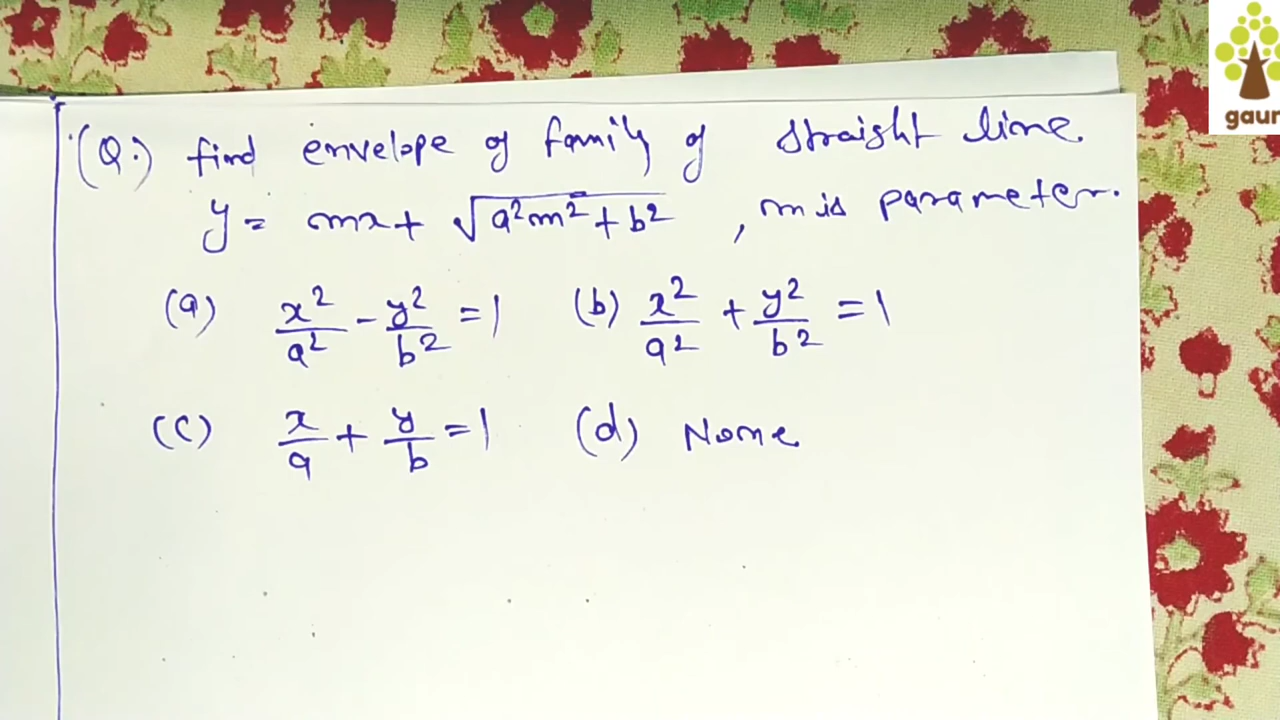 gaur
(Q.) find envelope of family of straight line.
y = mx + √a²m² + b² , m is parameter.
(a) x²/a² - y²/b² = 1 (b) x²/a² + y²/b² = 1
(c) x/a + y/b = 1 (d) None